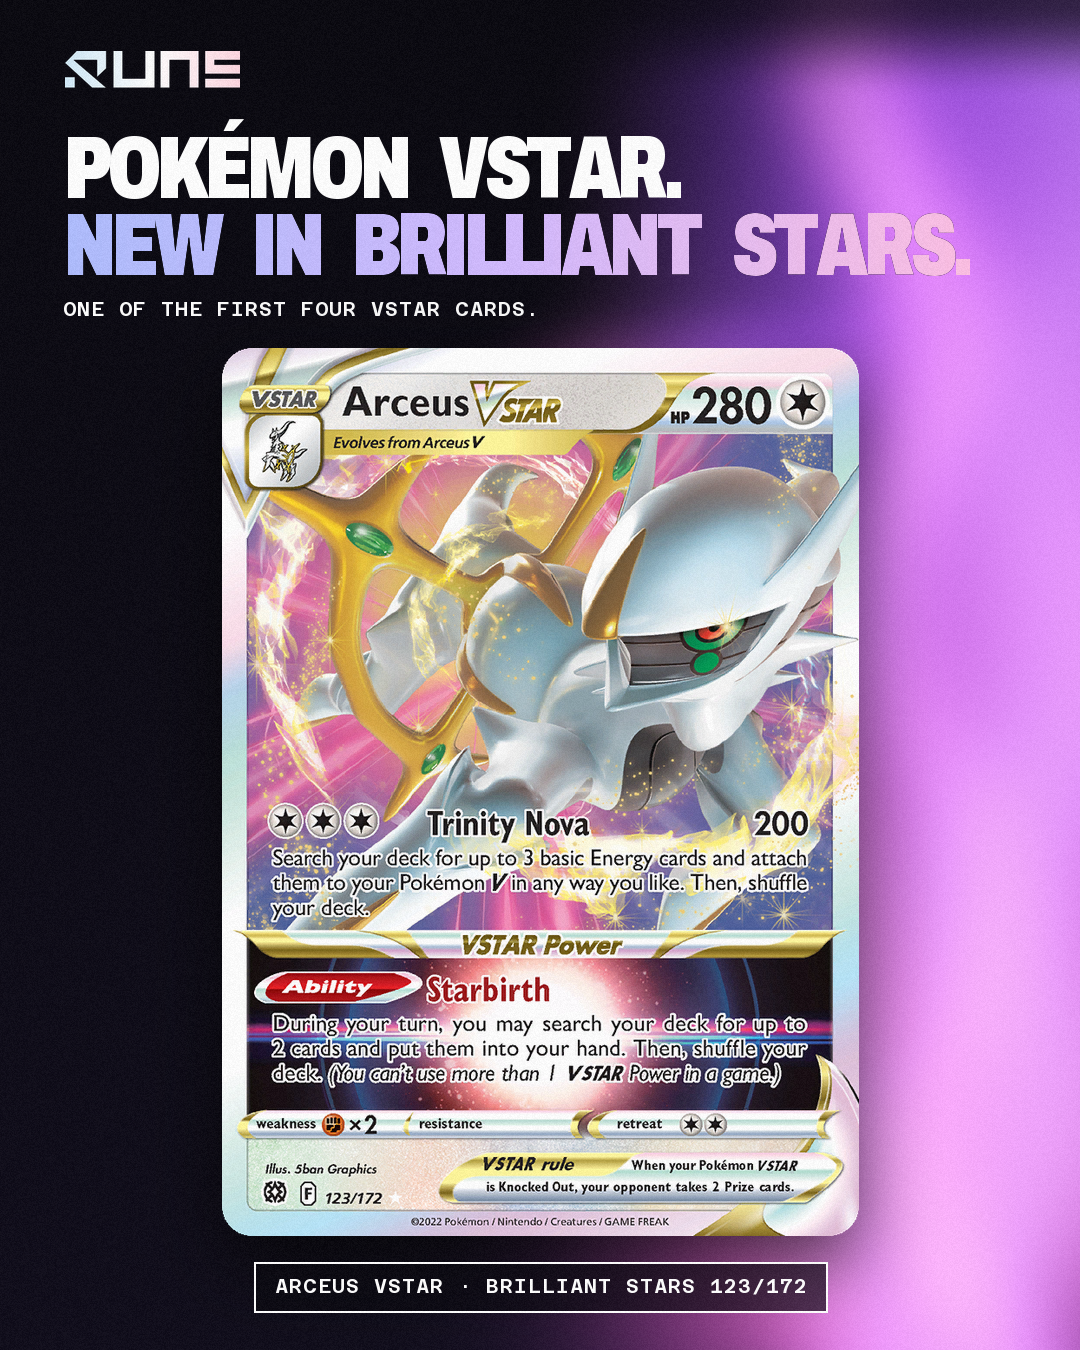 RUNE
POKÉMON VSTAR.
NEW IN BRILLIANT STARS.
ONE OF THE FIRST FOUR VSTAR CARDS.
VSTAR
Arceus VSTAR
HP 280
Evolves from Arceus V
Trinity Nova 200
Search your deck for up to 3 basic Energy cards and attach
them to your Pokémon V in any way you like. Then, shuffle
your deck.
VSTAR Power
Ability Starbirth
During your turn, you may search your deck for up to
2 cards and put them into your hand. Then, shuffle your
deck. (You can't use more than 1 VSTAR Power in a game.)
weakness ×2 resistance retreat
Illus. 5ban Graphics
F 123/172
VSTAR rule When your Pokémon VSTAR
is Knocked Out, your opponent takes 2 Prize cards.
©2022 Pokémon / Nintendo / Creatures / GAME FREAK
ARCEUS VSTAR · BRILLIANT STARS 123/172